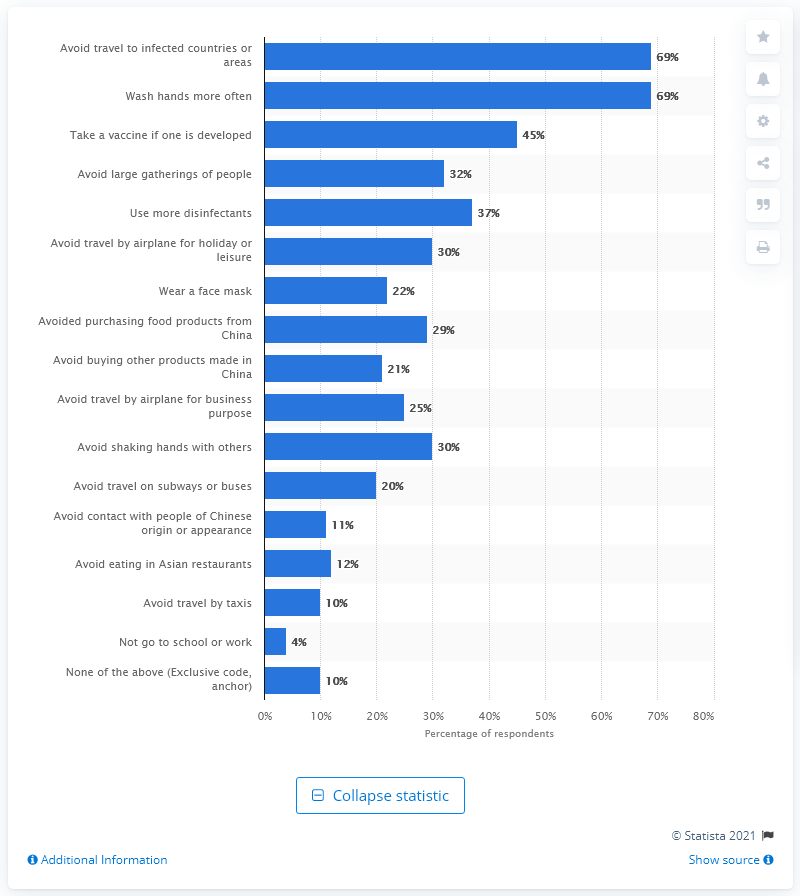 Avoid travel to infected countries or
areas
69%
Wash hands more often
69%
Take a vaccine if one is developed
45%
Avoid large gatherings of people
32%
Use more disinfectants
37%
Avoid travel by airplane for holiday or
leisure
30%
Wear a face mask
22%
Avoided purchasing food products from
China
29%
Avoid buying other products made in
China
21%
Avoid travel by airplane for business
purpose
25%
Avoid shaking hands with others
30%
Avoid travel on subways or buses
20%
Avoid contact with people of Chinese
origin or appearance
11%
Avoid eating in Asian restaurants
12%
Avoid travel by taxis
10%
Not go to school or work
4%
None of the above (Exclusive code,
anchor)
10%
0% 10% 20% 30% 40% 50% 60% 70% 80%
Percentage of respondents
Collapse statistic
© Statista 2021
Additional Information
Show source